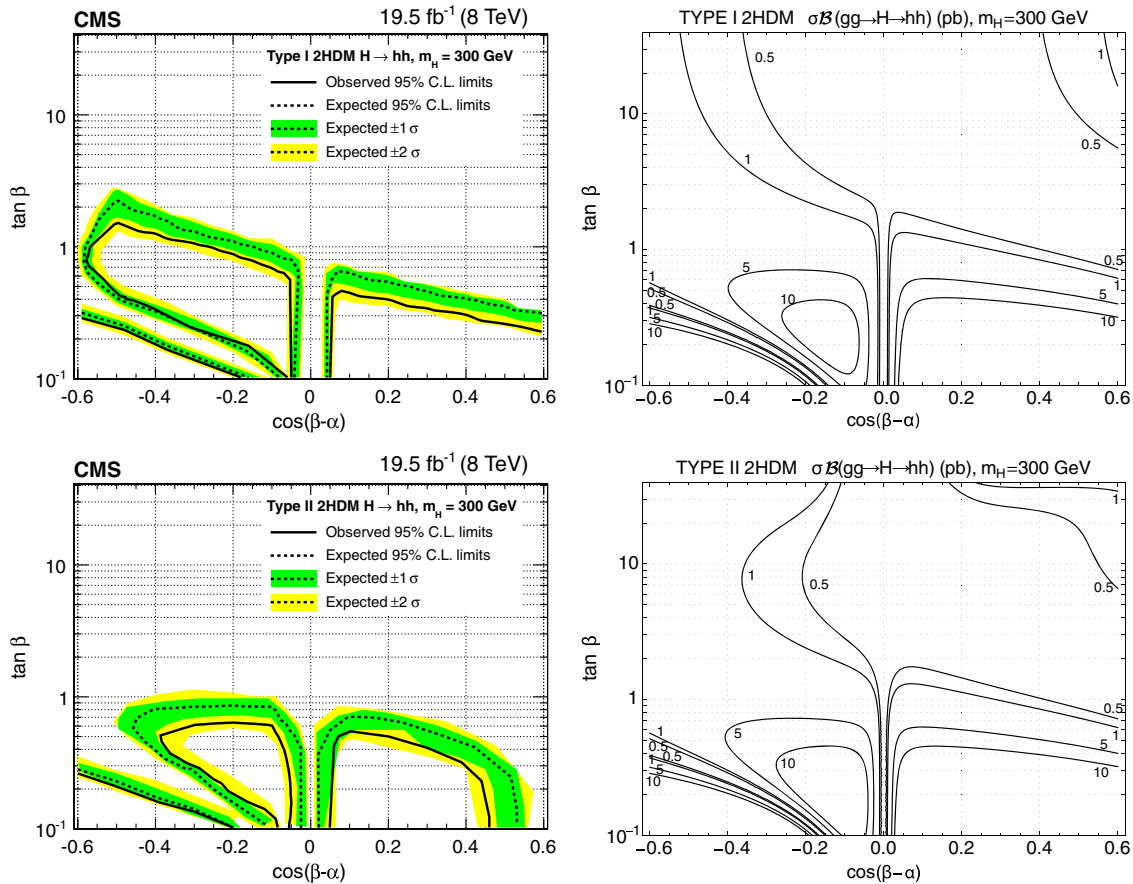 CMS 19.5 fb⁻¹ (8 TeV)
Type I 2HDM H → hh, m_H = 300 GeV
Observed 95% C.L. limits
Expected 95% C.L. limits
Expected ±1 σ
Expected ±2 σ
tan β
10
1
10⁻¹
-0.6 -0.4 -0.2 0 0.2 0.4 0.6
cos(β-α)
TYPE I 2HDM σB(gg→H→hh) (pb), m_H=300 GeV
0.5
1
1
0.5
tan β
10
1
10⁻¹
5
10
1
0.5
0.5
1
5
10
0.5
1
5
10
−0.6 −0.4 −0.2 0.0 0.2 0.4 0.6
cos(β−α)
CMS 19.5 fb⁻¹ (8 TeV)
Type II 2HDM H → hh, m_H = 300 GeV
Observed 95% C.L. limits
Expected 95% C.L. limits
Expected ±1 σ
Expected ±2 σ
tan β
10
1
10⁻¹
-0.6 -0.4 -0.2 0 0.2 0.4 0.6
cos(β-α)
TYPE II 2HDM σB(gg→H→hh) (pb), m_H=300 GeV
1
1
0.5
0.5
tan β
10
1
10⁻¹
5
10
1
0.5
0.5
1
5
10
0.5
1
5
10
−0.6 −0.4 −0.2 0.0 0.2 0.4 0.6
cos(β−α)